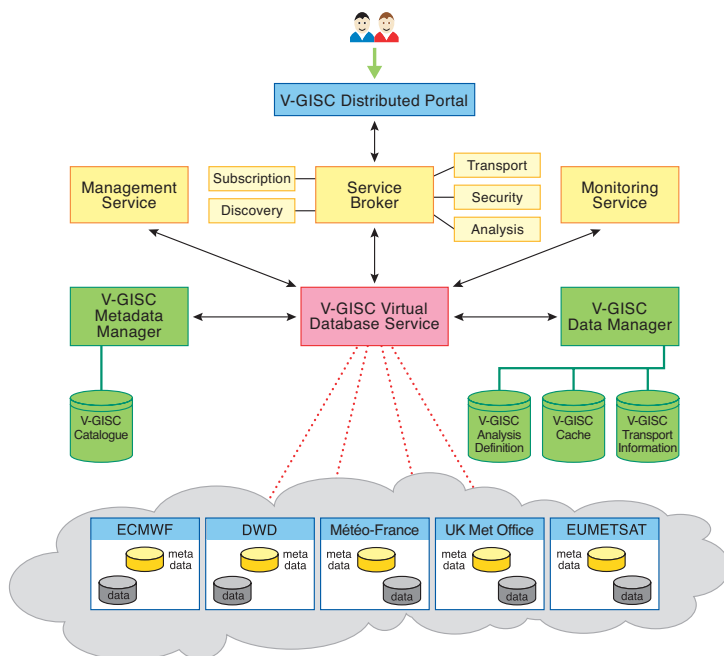 V-GISC Distributed Portal
Management
Service
Subscription
Discovery
Service
Broker
Transport
Security
Analysis
Monitoring
Service
V-GISC
Metadata
Manager
V-GISC Virtual
Database Service
V-GISC
Data Manager
V-GISC
Catalogue
V-GISC
Analysis
Definition
V-GISC
Cache
V-GISC
Transport
Information
ECMWF
meta
data
data
DWD
meta
data
data
Météo-France
meta
data
data
UK Met Office
meta
data
data
EUMETSAT
meta
data
data